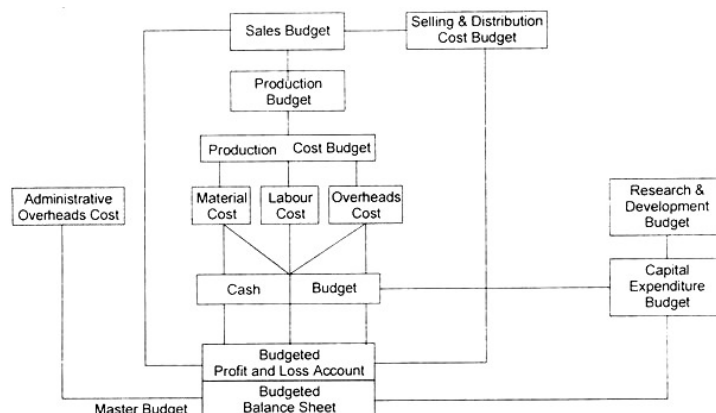 Sales Budget
Selling & Distribution
Cost Budget
Production
Budget
Production Cost Budget
Administrative
Overheads Cost
Material
Cost
Labour
Cost
Overheads
Cost
Research &
Development
Budget
Cash Budget
Capital
Expenditure
Budget
Budgeted
Profit and Loss Account
Master Budget
Budgeted
Balance Sheet